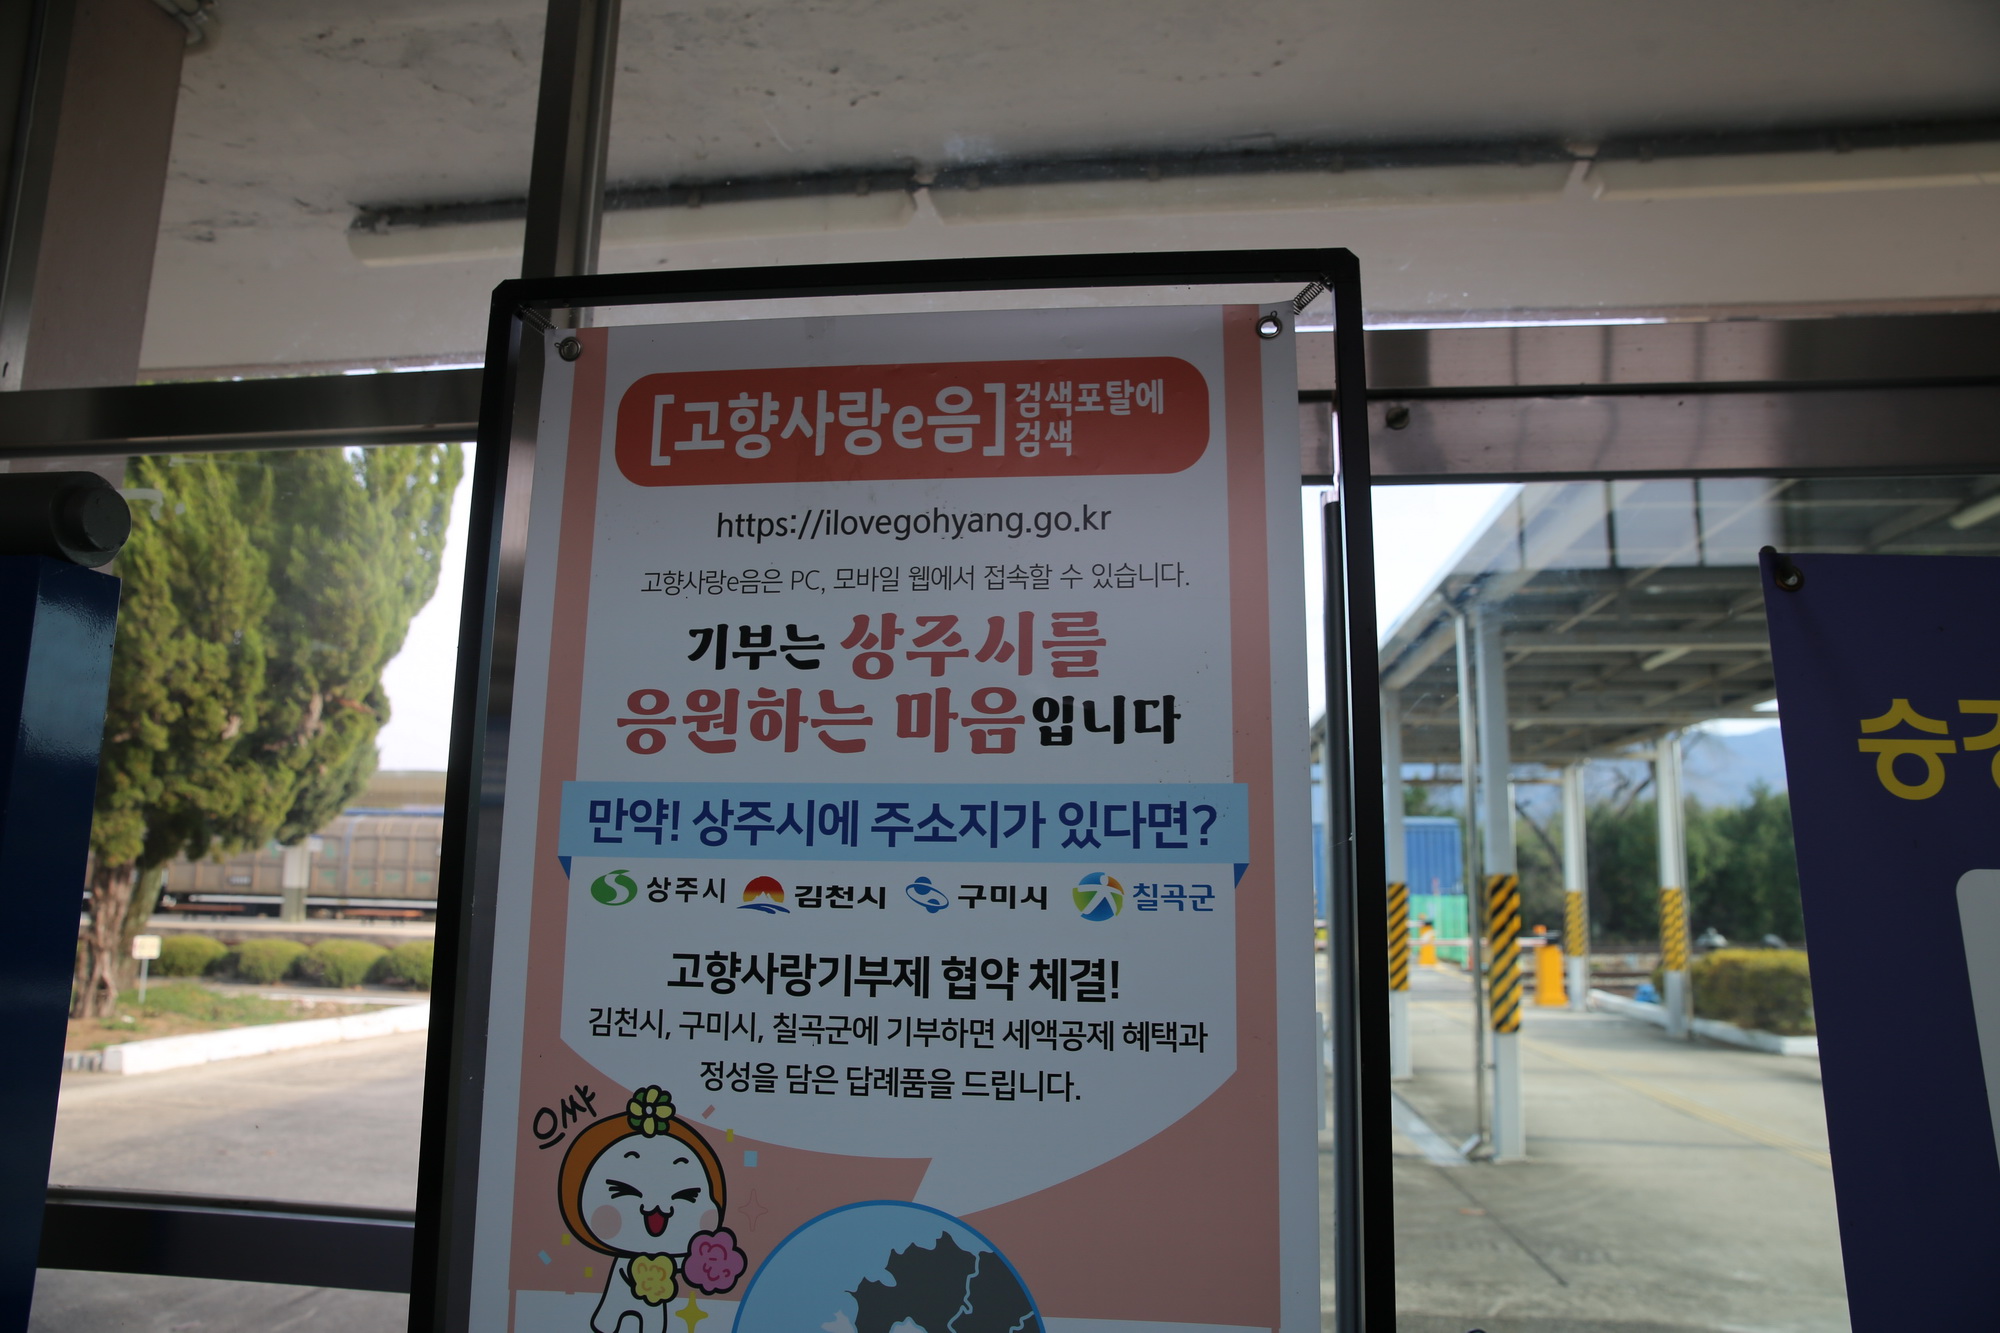 [고향사랑e음] 검색포탈에
검색
https://ilovegohyang.go.kr
고향사랑e음은 PC, 모바일 웹에서 접속할 수 있습니다.
기부는 상주시를
응원하는 마음입니다
만약! 상주시에 주소지가 있다면?
상주시 김천시 구미시 칠곡군
고향사랑기부제 협약 체결!
김천시, 구미시, 칠곡군에 기부하면 세액공제 혜택과
정성을 담은 답례품을 드립니다.
으쌰